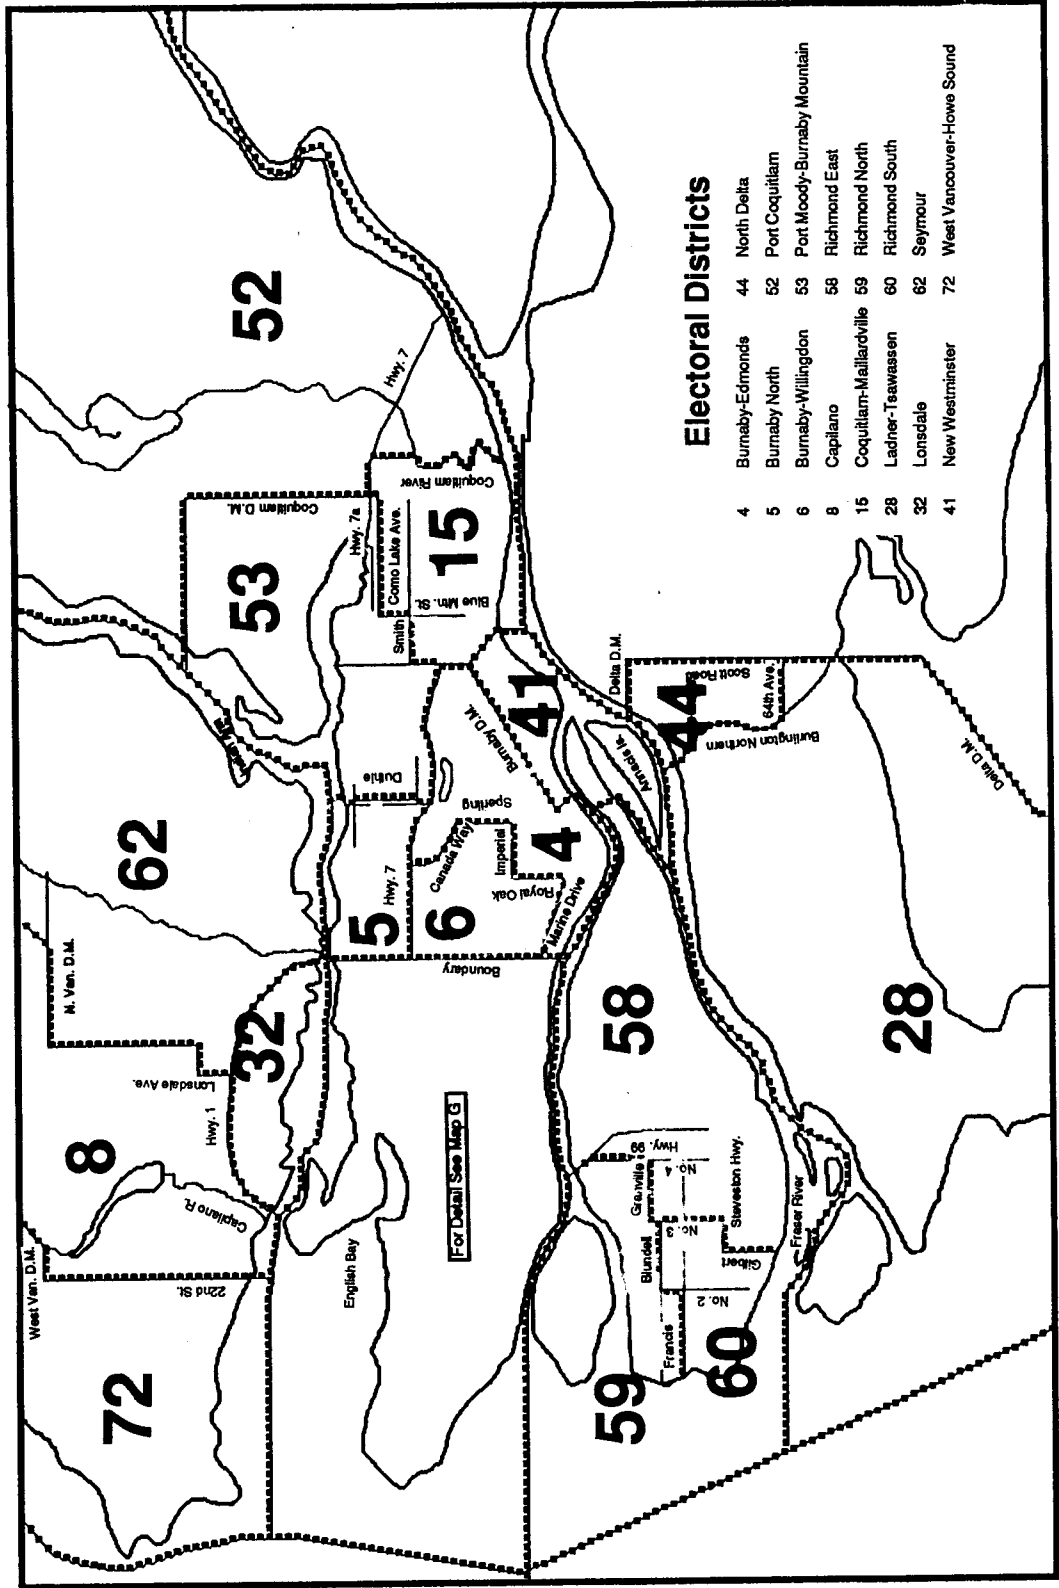 West Van. D.M.
N. Van. D.M.
72
8
62
53
52
22nd St.
Capilano R.
Lonsdale Ave.
Hwy. 1
32
Indian Arm
Coquitlam D.M.
English Bay
For Detail See Map G
Boundary
5
Hwy. 7
Duthie
6
Canada Way
Sperling
Imperial
Royal Oak
4
Marine Drive
Burnaby D.M.
41
Smith
Blue Mtn. St.
Como Lake Ave.
Hwy. 7a
Hwy. 7
15
Coquitlam River
59
58
Francis
Blundell
Granville
No. 2
No. 3
No. 4
Hwy. 99
Steveston Hwy.
Gilbert
60
Fraser River
Annacis Is.
Delta D.M.
44
Scott Road
64th Ave.
Burlington Northern
28
Delta D.M.
Electoral Districts
4 Burnaby-Edmonds 44 North Delta
5 Burnaby North 52 Port Coquitlam
6 Burnaby-Willingdon 53 Port Moody-Burnaby Mountain
8 Capilano 58 Richmond East
15 Coquitlam-Maillardville 59 Richmond North
28 Ladner-Tsawassen 60 Richmond South
32 Lonsdale 62 Seymour
41 New Westminster 72 West Vancouver-Howe Sound